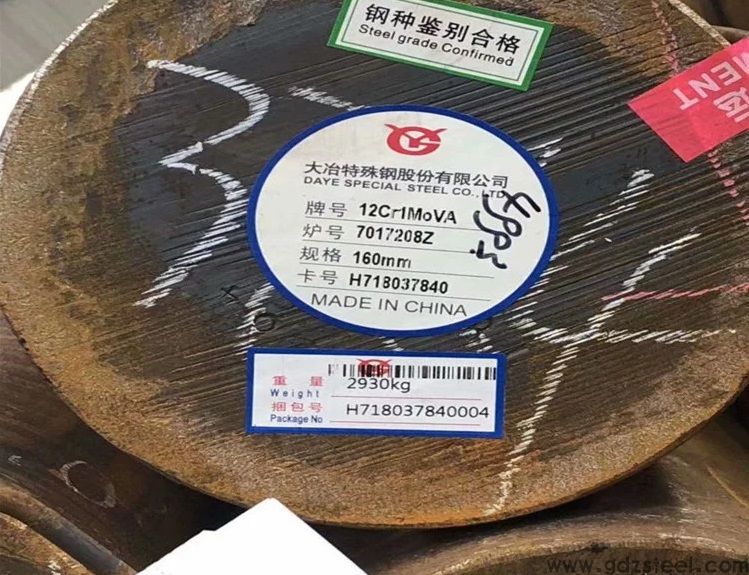 钢种鉴别合格
Steel grade Confirmed
MENT
大冶特殊钢股份有限公司
DAYE SPECIAL STEEL CO., LTD
牌号 12Cr1MoVA
炉号 7017208Z
规格 160mm
卡号 H718037840
MADE IN CHINA
重量 2930kg
Weight
捆包号 H718037840004
Package No
www.gdzsteel.com